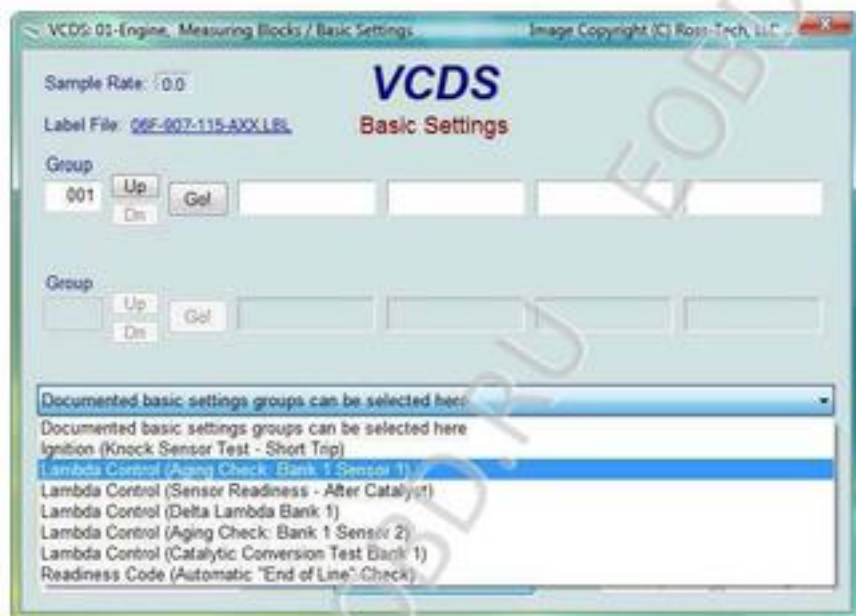 VCDS: 01-Engine, Measuring Blocks / Basic Settings
Image Copyright (C) Ross-Tech, LLC
Sample Rate: 0.0
VCDS
Label File: 06F-907-115-AXX.LBL
Basic Settings
Group
001
Up
Dn
Go!
Group
Up
Dn
Go!
Documented basic settings groups can be selected here
Documented basic settings groups can be selected here
Ignition (Knock Sensor Test - Short Trip)
Lambda Control (Aging Check: Bank 1 Sensor 1)
Lambda Control (Sensor Readiness - After Catalyst)
Lambda Control (Delta Lambda Bank 1)
Lambda Control (Aging Check: Bank 1 Sensor 2)
Lambda Control (Catalytic Conversion Test Bank 1)
Readiness Code (Automatic "End of Line" Check)
EOBD.RU